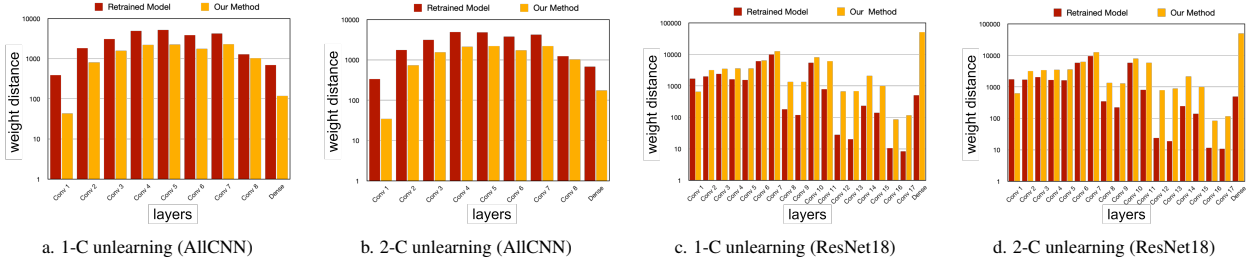 Retrained Model Our Method
weight distance
10000
1000
100
10
1
Conv 1 Conv 2 Conv 3 Conv 4 Conv 5 Conv 6 Conv 7 Conv 8 Dense
layers
a. 1-C unlearning (AllCNN)
Retrained Model Our Method
weight distance
10000
1000
100
10
1
Conv 1 Conv 2 Conv 3 Conv 4 Conv 5 Conv 6 Conv 7 Conv 8 Dense
layers
b. 2-C unlearning (AllCNN)
Retrained Model Our Method
weight distance
100000
10000
1000
100
10
1
Conv 1 Conv 2 Conv 3 Conv 4 Conv 5 Conv 6 Conv 7 Conv 8 Conv 9 Conv 10 Conv 11 Conv 12 Conv 13 Conv 14 Conv 15 Conv 16 Conv 17 Dense
layers
c. 1-C unlearning (ResNet18)
Retrained Model Our Method
weight distance
100000
10000
1000
100
10
1
Conv 1 Conv 2 Conv 3 Conv 4 Conv 5 Conv 6 Conv 7 Conv 8 Conv 9 Conv 10 Conv 11 Conv 12 Conv 13 Conv 14 Conv 15 Conv 16 Conv 17 Dense
layers
d. 2-C unlearning (ResNet18)